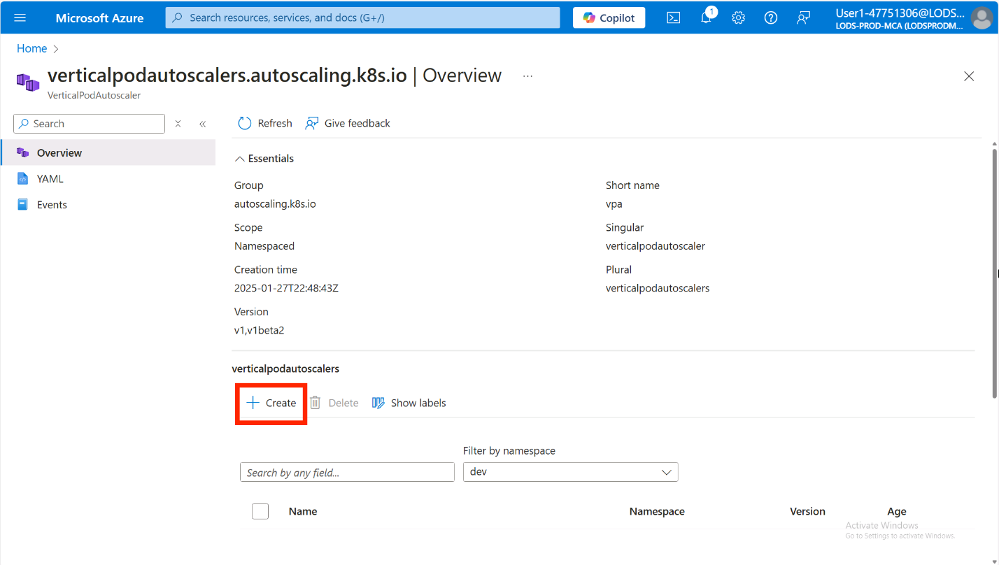 Microsoft Azure
Search resources, services, and docs (G+/)
Copilot
1
User1-47751306@LODS...
LODS-PROD-MCA (LODSPRODM...
Home
verticalpodautoscalers.autoscaling.k8s.io | Overview
...
VerticalPodAutoscaler
Search
Refresh
Give feedback
Overview
YAML
Events
Essentials
Group
autoscaling.k8s.io
Scope
Namespaced
Creation time
2025-01-27T22:48:43Z
Version
v1,v1beta2
Short name
vpa
Singular
verticalpodautoscaler
Plural
verticalpodautoscalers
verticalpodautoscalers
Create
Delete
Show labels
Filter by namespace
Search by any field...
dev
Name
Namespace
Version
Age
Activate Windows
Go to Settings to activate Windows.